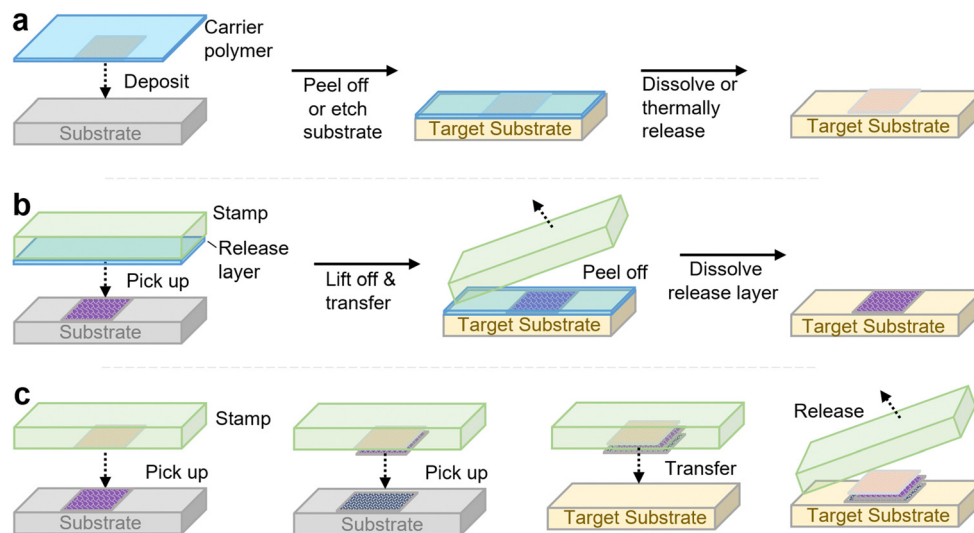 a
Carrier
polymer
Deposit
Substrate
Peel off
or etch
substrate
Target Substrate
Dissolve or
thermally
release
Target Substrate
b
Stamp
Release
layer
Pick up
Substrate
Lift off &
transfer
Peel off
Target Substrate
Dissolve
release layer
Target Substrate
c
Stamp
Pick up
Substrate
Pick up
Substrate
Transfer
Target Substrate
Release
Target Substrate